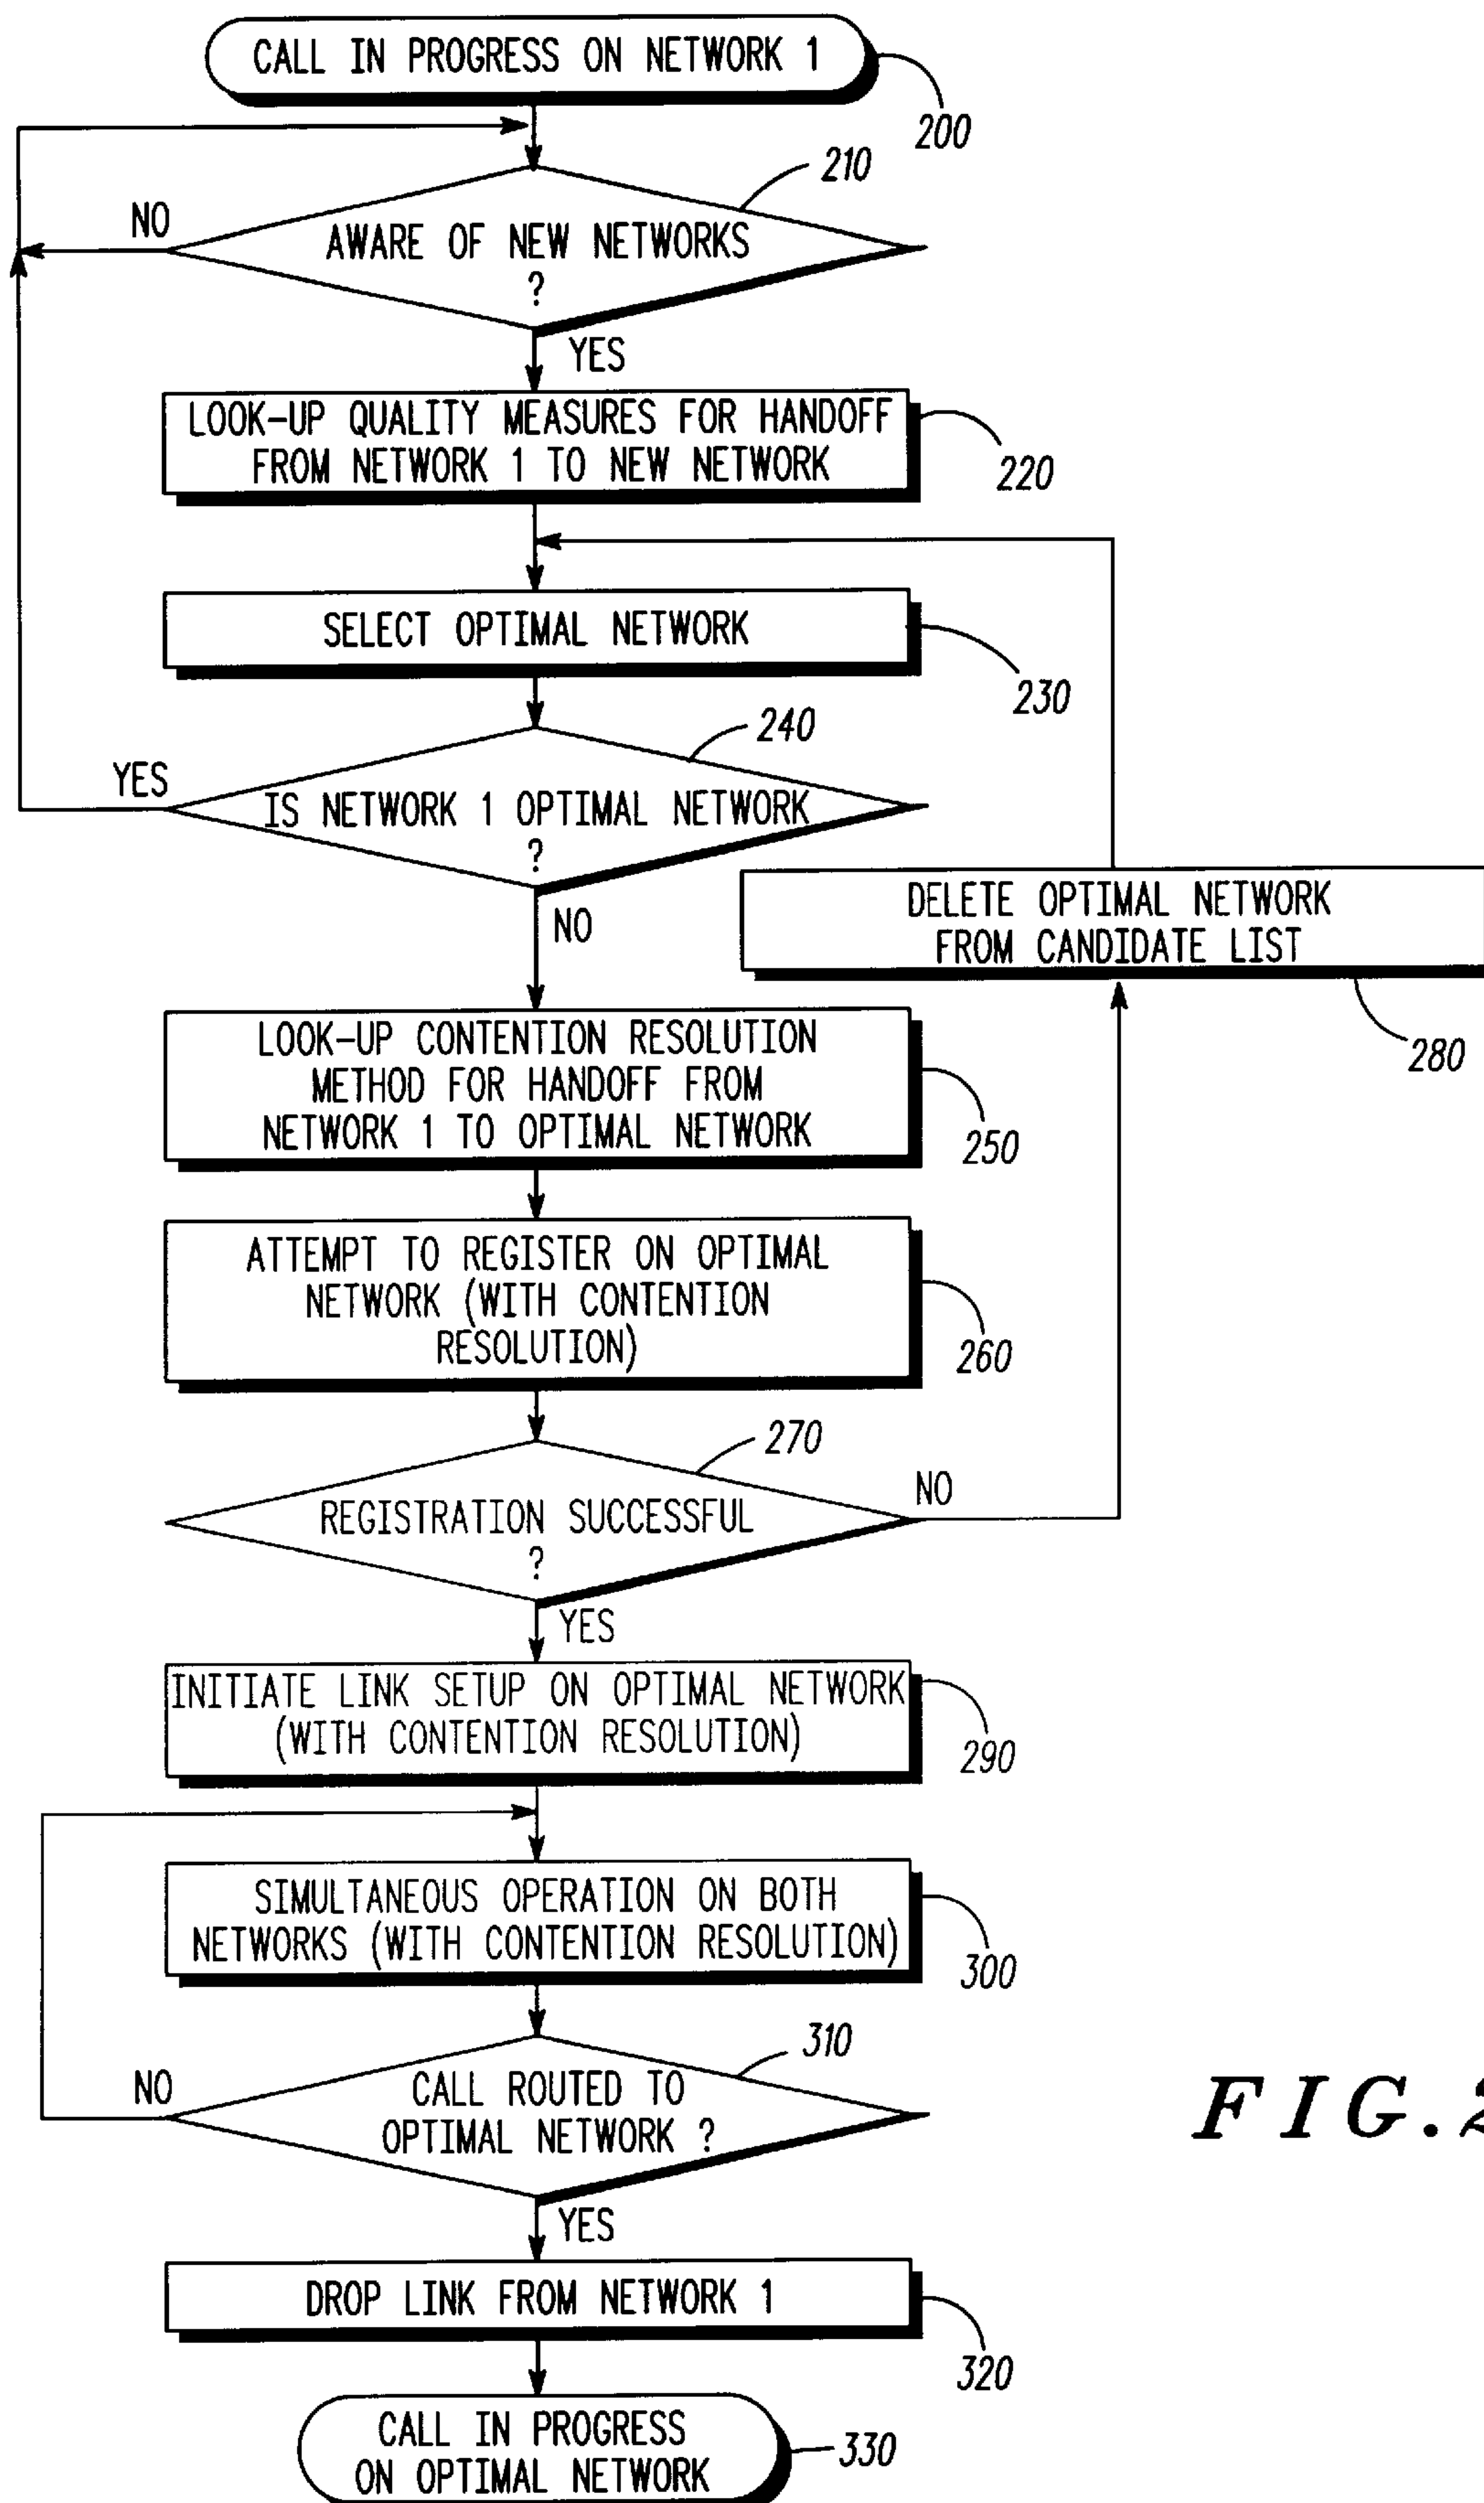 CALL IN PROGRESS ON NETWORK 1
200
210
NO
AWARE OF NEW NETWORKS
?
YES
LOOK-UP QUALITY MEASURES FOR HANDOFF
FROM NETWORK 1 TO NEW NETWORK
220
SELECT OPTIMAL NETWORK
230
240
YES
IS NETWORK 1 OPTIMAL NETWORK
?
NO
DELETE OPTIMAL NETWORK
FROM CANDIDATE LIST
280
LOOK-UP CONTENTION RESOLUTION
METHOD FOR HANDOFF FROM
NETWORK 1 TO OPTIMAL NETWORK
250
ATTEMPT TO REGISTER ON OPTIMAL
NETWORK (WITH CONTENTION
RESOLUTION)
260
270
NO
REGISTRATION SUCCESSFUL
?
YES
INITIATE LINK SETUP ON OPTIMAL NETWORK
(WITH CONTENTION RESOLUTION)
290
SIMULTANEOUS OPERATION ON BOTH
NETWORKS (WITH CONTENTION RESOLUTION)
300
310
NO
CALL ROUTED TO
OPTIMAL NETWORK ?
YES
FIG.2
DROP LINK FROM NETWORK 1
320
CALL IN PROGRESS
ON OPTIMAL NETWORK
330